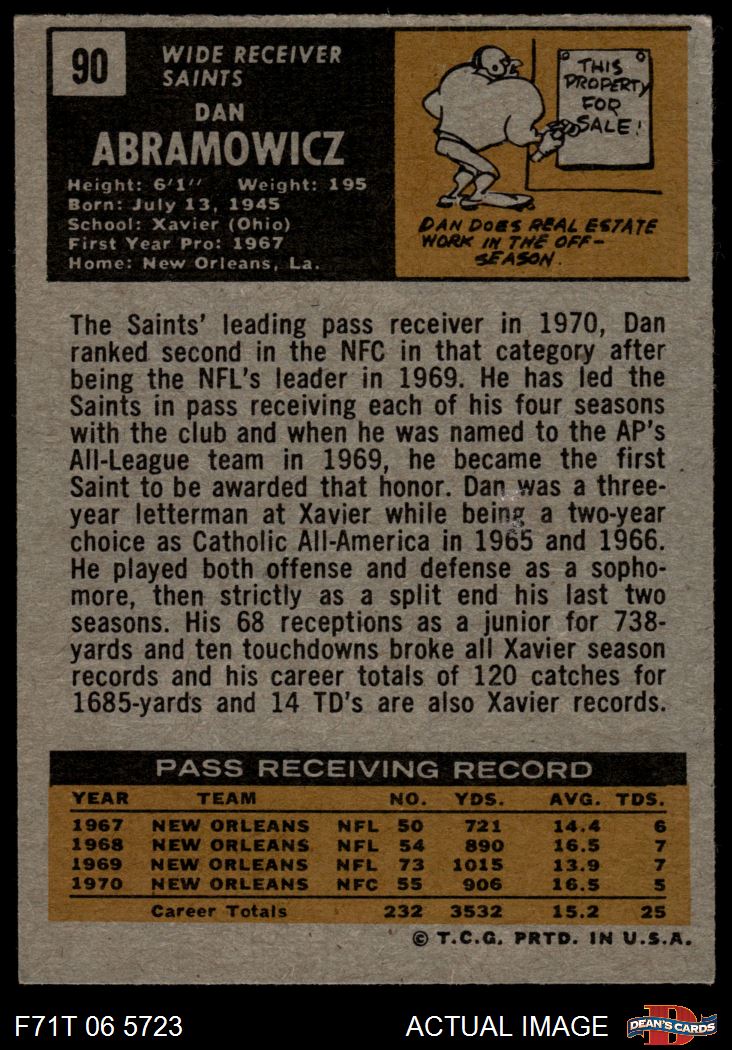 90
WIDE RECEIVER
SAINTS
DAN
ABRAMOWICZ
Height: 6'1" Weight: 195
Born: July 13, 1945
School: Xavier (Ohio)
First Year Pro: 1967
Home: New Orleans, La.
THIS
PROPERTY
FOR
SALE!
DAN DOES REAL ESTATE
WORK IN THE OFF-
SEASON.
The Saints' leading pass receiver in 1970, Dan
ranked second in the NFC in that category after
being the NFL's leader in 1969. He has led the
Saints in pass receiving each of his four seasons
with the club and when he was named to the AP's
All-League team in 1969, he became the first
Saint to be awarded that honor. Dan was a three-
year letterman at Xavier while being a two-year
choice as Catholic All-America in 1965 and 1966.
He played both offense and defense as a sopho-
more, then strictly as a split end his last two
seasons. His 68 receptions as a junior for 738-
yards and ten touchdowns broke all Xavier season
records and his career totals of 120 catches for
1685-yards and 14 TD's are also Xavier records.
PASS RECEIVING RECORD
YEAR TEAM NO. YDS. AVG. TDS.
1967 NEW ORLEANS NFL 50 721 14.4 6
1968 NEW ORLEANS NFL 54 890 16.5 7
1969 NEW ORLEANS NFL 73 1015 13.9 7
1970 NEW ORLEANS NFC 55 906 16.5 5
Career Totals 232 3532 15.2 25
© T.C.G. PRTD. IN U.S.A.
F71T 06 5723 ACTUAL IMAGE
D
DEAN'S CARDS